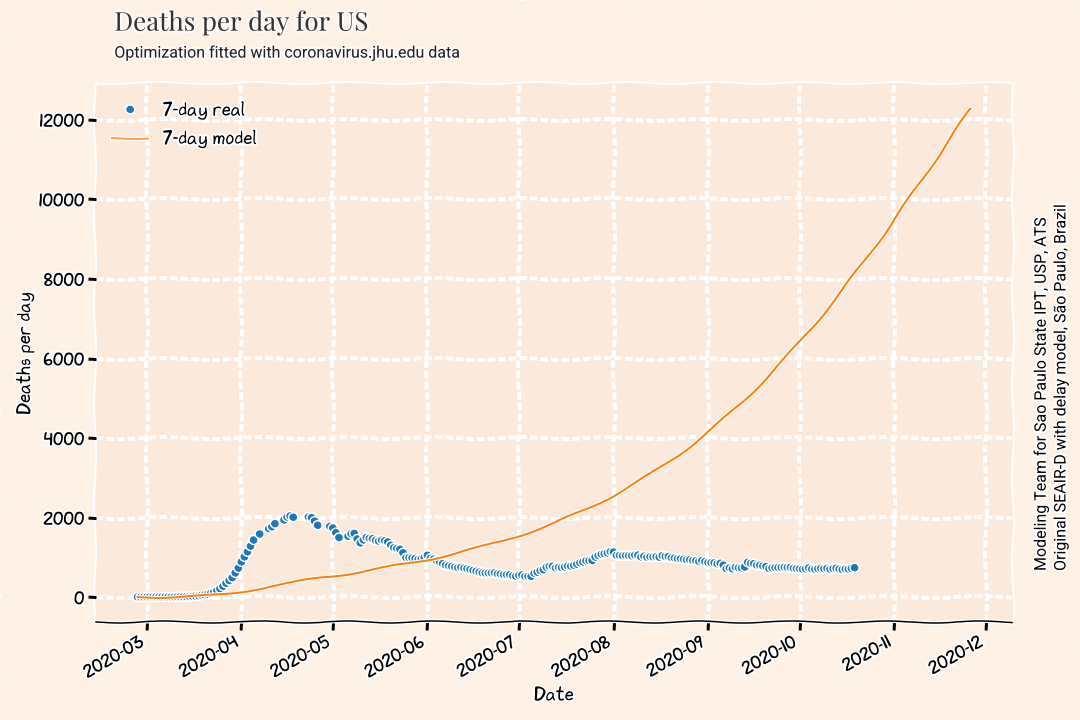 Deaths per day for US
Optimization fitted with coronavirus.jhu.edu data
7-day real
7-day model
Deaths per day
12000
10000
8000
6000
4000
2000
0
2020-03
2020-04
2020-05
2020-06
2020-07
2020-08
2020-09
2020-10
2020-11
2020-12
Date
Modeling Team for Sao Paulo State IPT, USP, ATS
Original SEAIR-D with delay model, São Paulo, Brazil